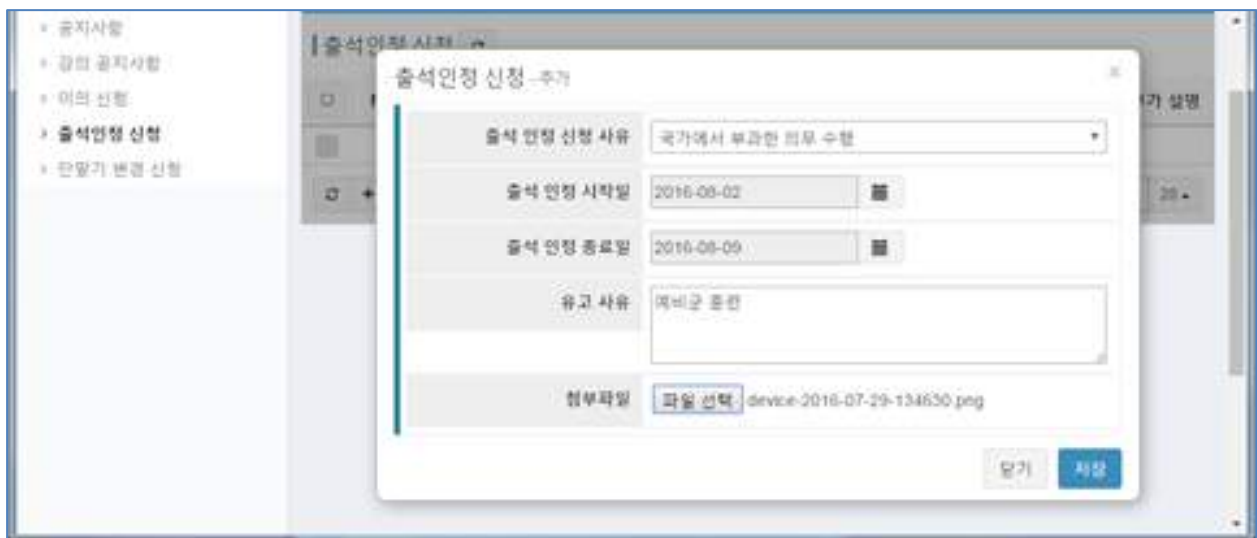 공지사항
강의 공지사항
이의 신청
출석인정 신청
단말기 변경 신청
출석인정 신청
출석인정 신청 -추가
×
가 설명
20
출석 인정 신청 사유
국가에서 부과한 의무 수행
출석 인정 시작일
2016-08-02
출석 인정 종료일
2016-08-09
유고 사유
예비군 훈련
첨부파일
파일 선택 device-2016-07-29-134630.png
닫기 저장